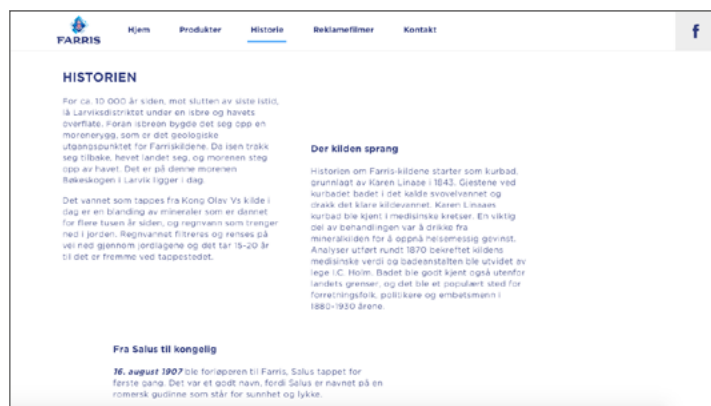 FARRIS
Hjem Produkter Historie Reklamefilmer Kontakt
f
HISTORIEN
For ca. 10 000 år siden, mot slutten av siste istid,
lå Larviksdistriktet under en isbre og havets
overflate. Foran isbreen bygde det seg opp en
morenerygg, som er det geologiske
utgangspunktet for Farriskildene. Da isen trakk
seg tilbake, hevet landet seg, og morenen steg
opp av havet. Det er på denne morenen
Bøkeskogen i Larvik ligger i dag.
Det vannet som tappes fra Kong Olav Vs kilde i
dag er en blanding av mineraler som er dannet
for flere tusen år siden, og regnvann som trenger
ned i jorden. Regnvannet filtreres og renses på
vei ned gjennom jordlagene og det tar 15-20 år
til det er fremme ved tappestedet.
Der kilden sprang
Historien om Farris-kildene starter som kurbad,
grunnlagt av Karen Linaae i 1843. Gjestene ved
kurbadet badet i det kalde svovelvannet og
drakk det klare kildevannet. Karen Linaaes
kurbad ble kjent i medisinske kretser. En viktig
del av behandlingen var å drikke fra
mineralkilden for å oppnå helsemessig gevinst.
Analyser utført rundt 1870 bekreftet kildens
medisinske verdi og badeanstalten ble utvidet av
lege I.C. Holm. Badet ble godt kjent også utenfor
landets grenser, og det ble et populært sted for
forretningsfolk, politikere og embetsmenn i
1880-1930 årene.
Fra Salus til kongelig
16. august 1907 ble forløperen til Farris, Salus tappet for
første gang. Det var et godt navn, fordi Salus er navnet på en
romersk gudinne som står for sunnhet og lykke.